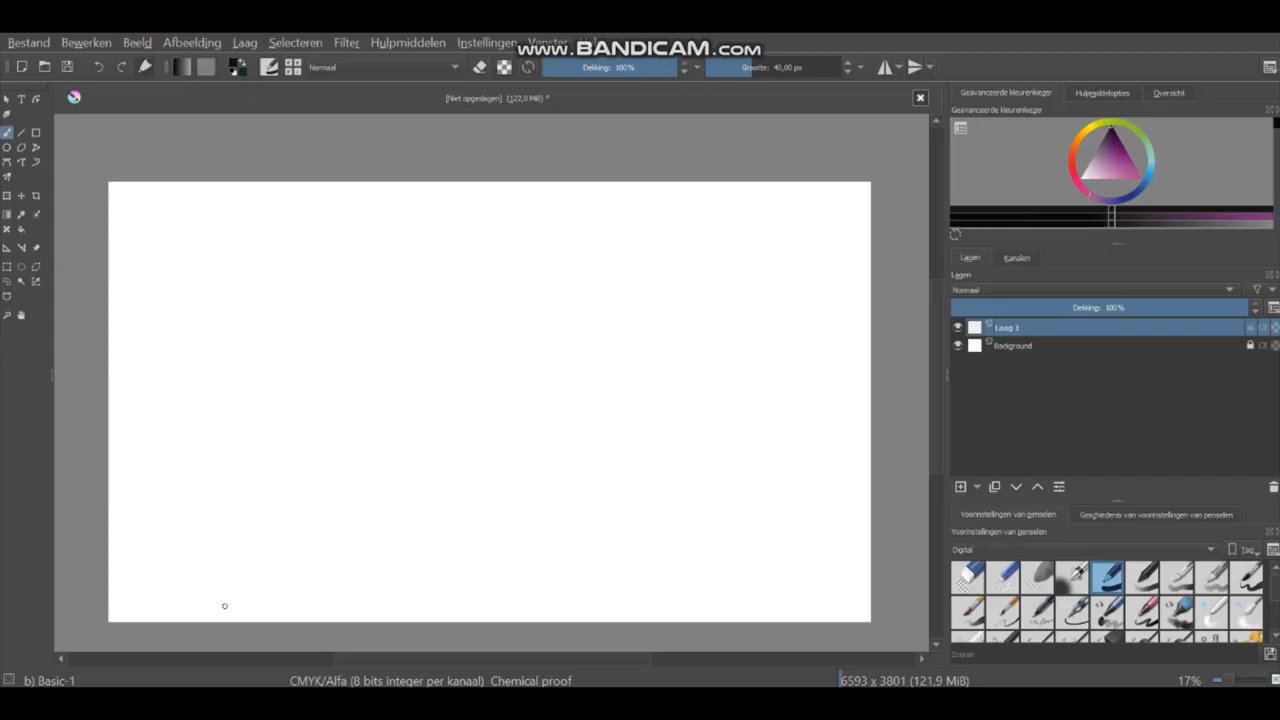 Bestand Bewerken Beeld Afbeelding Laag Selecteren Filter Hulpmiddelen Instellingen Venster
www.BANDICAM.com
Normaal Dekking: 100% Grootte: 40,00 px
[Niet opgeslagen] (122,0 MiB) *
Geavanceerde kleurenkiezer Hulpmiddelopties Overzicht
Geavanceerde kleurenkiezer
Lagen Kanalen
Lagen
Normaal
Dekking: 100%
Laag 1
Background
Voorinstellingen van penselen Geschiedenis van voorinstellingen van penselen
Voorinstellingen van penselen
Digital Tag
Zoeken
b) Basic-1 CMYK/Alfa (8 bits integer per kanaal) Chemical proof 6593 x 3801 (121,9 MiB) 17%